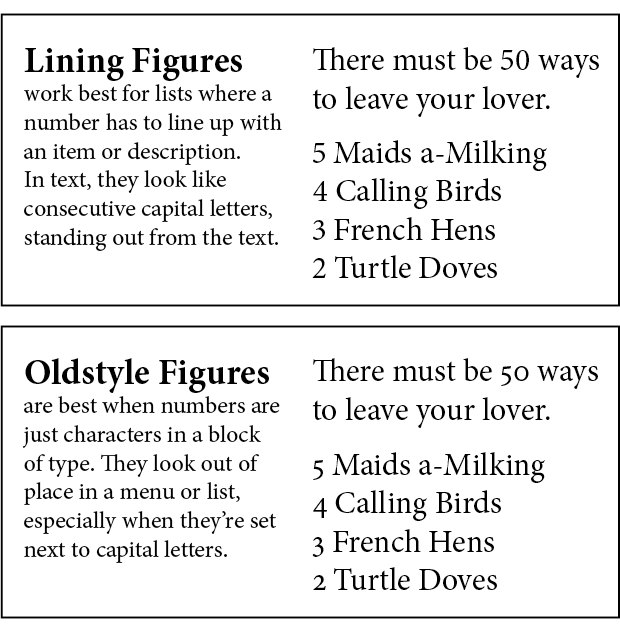 Lining Figures
work best for lists where a
number has to line up with
an item or description.
In text, they look like
consecutive capital letters,
standing out from the text.
There must be 50 ways
to leave your lover.
5 Maids a-Milking
4 Calling Birds
3 French Hens
2 Turtle Doves
Oldstyle Figures
are best when numbers are
just characters in a block
of type. They look out of
place in a menu or list,
especially when they’re set
next to capital letters.
There must be 50 ways
to leave your lover.
5 Maids a-Milking
4 Calling Birds
3 French Hens
2 Turtle Doves